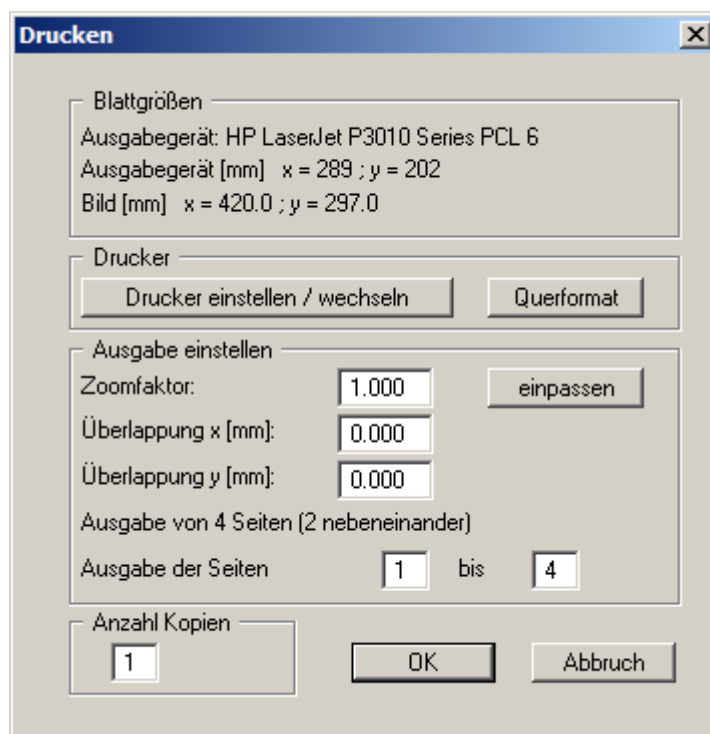 Drucken
Blattgrößen
Ausgabegerät: HP LaserJet P3010 Series PCL 6
Ausgabegerät [mm] x = 289 ; y = 202
Bild [mm] x = 420.0 ; y = 297.0
Drucker
Drucker einstellen / wechseln Querformat
Ausgabe einstellen
Zoomfaktor: 1.000 einpassen
Überlappung x [mm]: 0.000
Überlappung y [mm]: 0.000
Ausgabe von 4 Seiten (2 nebeneinander)
Ausgabe der Seiten 1 bis 4
Anzahl Kopien
1 OK Abbruch